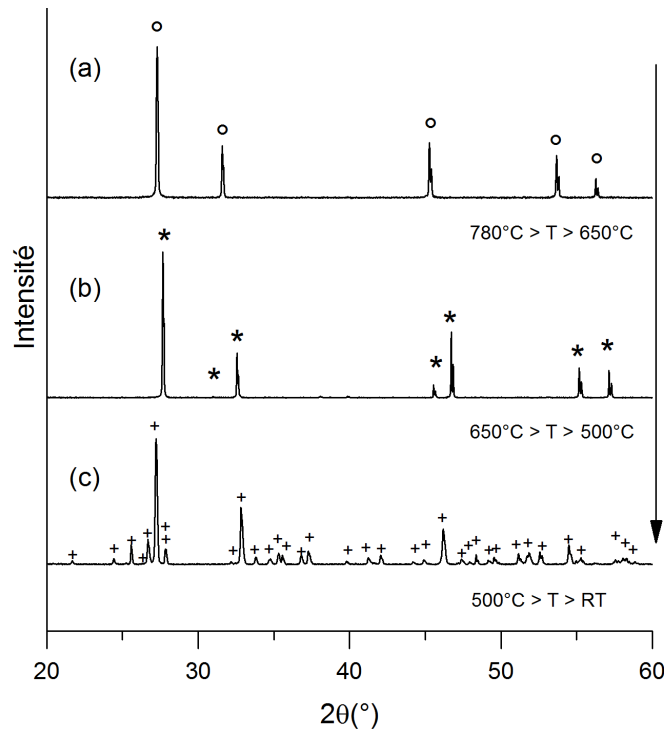 (a)
780°C > T > 650°C
(b)
650°C > T > 500°C
(c)
500°C > T > RT
Intensité
20 30 40 50 60
2θ(°)